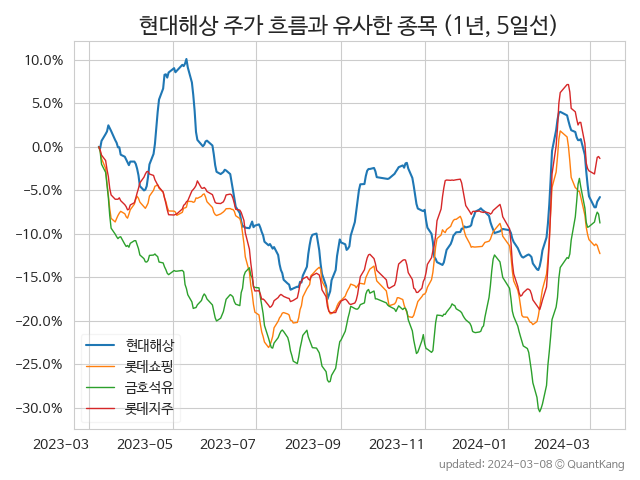 현대해상 주가 흐름과 유사한 종목 (1년, 5일선)
10.0%
5.0%
0.0%
−5.0%
−10.0%
−15.0%
−20.0%
−25.0%
−30.0%
현대해상
롯데쇼핑
금호석유
롯데지주
2023-03 2023-05 2023-07 2023-09 2023-11 2024-01 2024-03
updated: 2024-03-08 © QuantKang